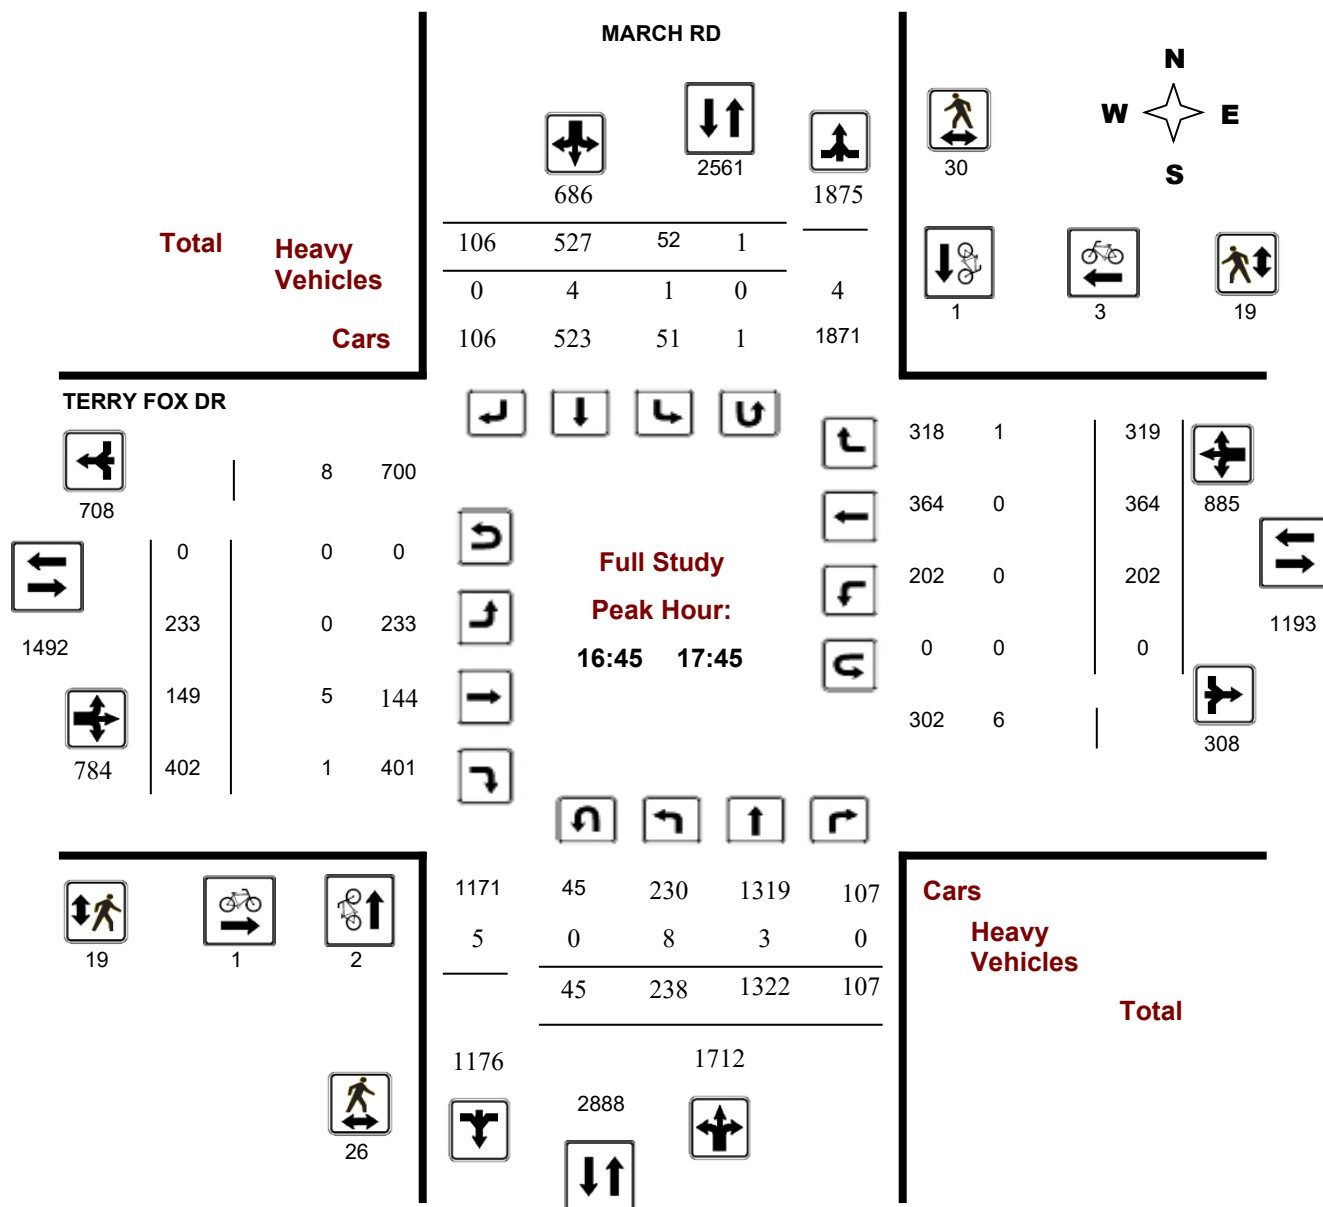 MARCH RD
N
W E
S
2561
30
686 1875
Total Heavy
Vehicles
106 527 52 1
0 4 1 0 4
Cars 106 523 51 1 1871
1 3 19
TERRY FOX DR
318 1 319
8 700
708
364 0 364 885
0 0 0
Full Study
202 0 202
Peak Hour:
233 0 233
1193
1492
16:45 17:45
0 0 0
149 5 144
302 6
308
784 402 1 401
1171 45 230 1319 107
Cars
5 0 8 3 0
Heavy
Vehicles
19 1 2
45 238 1322 107
Total
1176 1712
2888
26